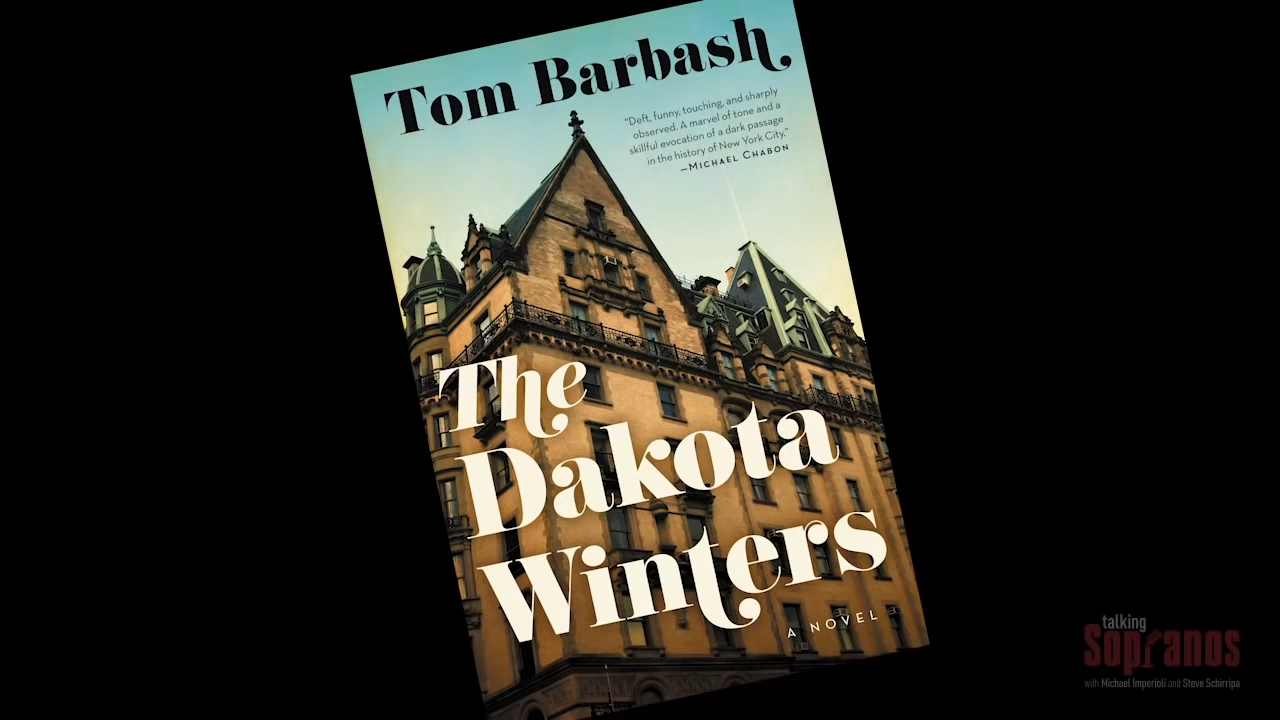 Tom Barbash
"Deft, funny, touching, and sharply
observed. A marvel of tone and a
skillful evocation of a dark passage
in the history of New York City."
—MICHAEL CHABON
The
Dakota
Winters
A NOVEL
talking
Sopranos
with Michael Imperioli and Steve Schirripa